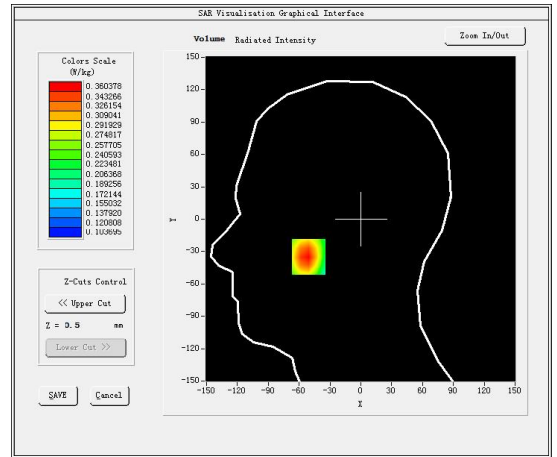 SAR Visualisation Graphical Interface
Volume Radiated Intensity
Zoom In/Out
Colors Scale
(W/kg)
0.360378
0.343266
0.326154
0.309041
0.291929
0.274817
0.257705
0.240593
0.223481
0.206368
0.189256
0.172144
0.155032
0.137920
0.120808
0.103695
Z-Cuts Control
<< Upper Cut
Z = 0.5 mm
Lower Cut >>
SAVE Cancel
150
120
90
60
30
0
-30
-60
-90
-120
-150
Y
-150 -120 -90 -60 -30 0 30 60 90 120 150
X